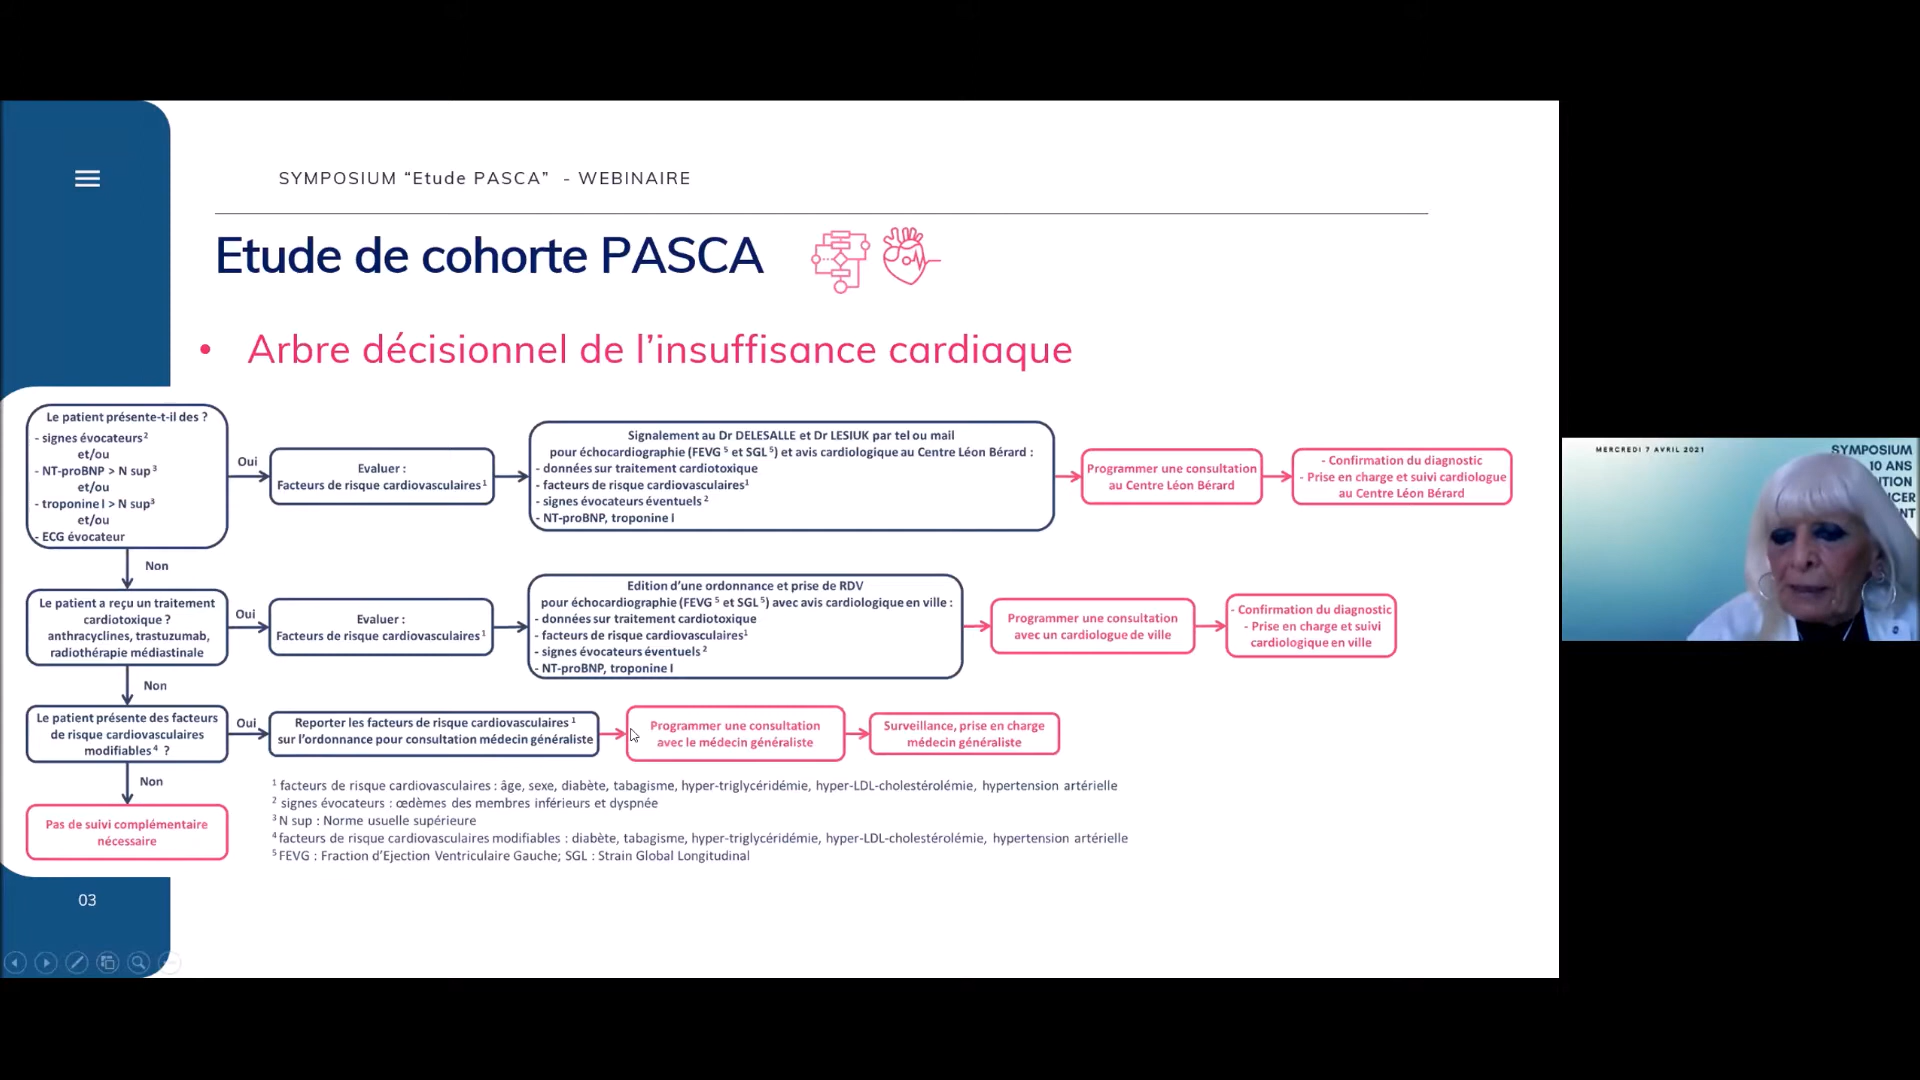 SYMPOSIUM “Etude PASCA” - WEBINAIRE
Etude de cohorte PASCA
• Arbre décisionnel de l’insuffisance cardiaque
Le patient présente-t-il des ?
- signes évocateurs²
et/ou
- NT-proBNP > N sup³
et/ou
- troponine I > N sup³
et/ou
- ECG évocateur
Oui
Evaluer :
Facteurs de risque cardiovasculaires¹
Signalement au Dr DELESALLE et Dr LESIUK par tel ou mail
pour échocardiographie (FEVG⁵ et SGL⁵) et avis cardiologique au Centre Léon Bérard :
- données sur traitement cardiotoxique
- facteurs de risque cardiovasculaires¹
- signes évocateurs éventuels²
- NT-proBNP, troponine I
Programmer une consultation
au Centre Léon Bérard
- Confirmation du diagnostic
- Prise en charge et suivi cardiologue
au Centre Léon Bérard
Non
Le patient a reçu un traitement
cardiotoxique ?
anthracyclines, trastuzumab,
radiothérapie médiastinale
Oui
Evaluer :
Facteurs de risque cardiovasculaires¹
Edition d’une ordonnance et prise de RDV
pour échocardiographie (FEVG⁵ et SGL⁵) avec avis cardiologique en ville :
- données sur traitement cardiotoxique
- facteurs de risque cardiovasculaires¹
- signes évocateurs éventuels²
- NT-proBNP, troponine I
Programmer une consultation
avec un cardiologue de ville
- Confirmation du diagnostic
- Prise en charge et suivi
cardiologique en ville
Non
Le patient présente des facteurs
de risque cardiovasculaires
modifiables⁴ ?
Oui
Reporter les facteurs de risque cardiovasculaires¹
sur l’ordonnance pour consultation médecin généraliste
Programmer une consultation
avec le médecin généraliste
Surveillance, prise en charge
médecin généraliste
Non
Pas de suivi complémentaire
nécessaire
¹ facteurs de risque cardiovasculaires : âge, sexe, diabète, tabagisme, hyper-triglycéridémie, hyper-LDL-cholestérolémie, hypertension artérielle
² signes évocateurs : œdèmes des membres inférieurs et dyspnée
³ N sup : Norme usuelle supérieure
⁴ facteurs de risque cardiovasculaires modifiables : diabète, tabagisme, hyper-triglycéridémie, hyper-LDL-cholestérolémie, hypertension artérielle
⁵ FEVG : Fraction d’Ejection Ventriculaire Gauche; SGL : Strain Global Longitudinal
03
MERCREDI 7 AVRIL 2021
SYMPOSIUM
10 ANS